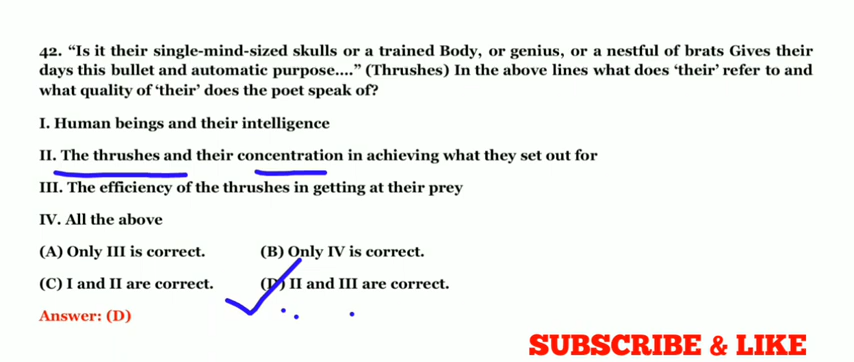 42. “Is it their single-mind-sized skulls or a trained Body, or genius, or a nestful of brats Gives their
days this bullet and automatic purpose....” (Thrushes) In the above lines what does ‘their’ refer to and
what quality of ‘their’ does the poet speak of?
I. Human beings and their intelligence
II. The thrushes and their concentration in achieving what they set out for
III. The efficiency of the thrushes in getting at their prey
IV. All the above
(A) Only III is correct. (B) Only IV is correct.
(C) I and II are correct. (D) II and III are correct.
Answer: (D)
SUBSCRIBE & LIKE